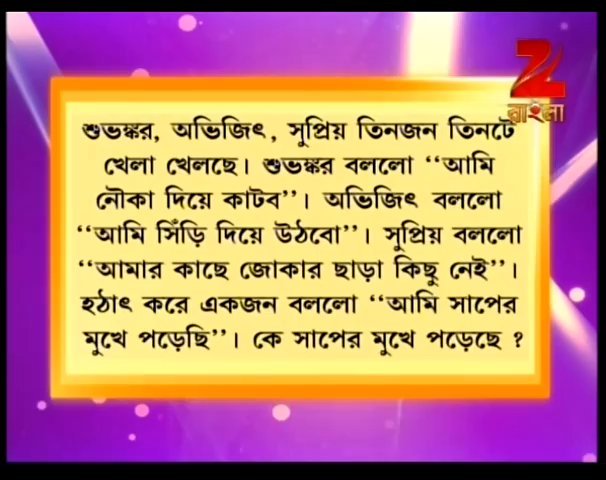 Z
বাংলা
শুভঙ্কর, অভিজিৎ, সুপ্রিয় তিনজন তিনটে
খেলা খেলছে। শুভঙ্কর বললো “আমি
নৌকা দিয়ে কাটব”। অভিজিৎ বললো
“আমি সিঁড়ি দিয়ে উঠবো”। সুপ্রিয় বললো
“আমার কাছে জোকার ছাড়া কিছু নেই”।
হঠাৎ করে একজন বললো “আমি সাপের
মুখে পড়েছি”। কে সাপের মুখে পড়েছে ?